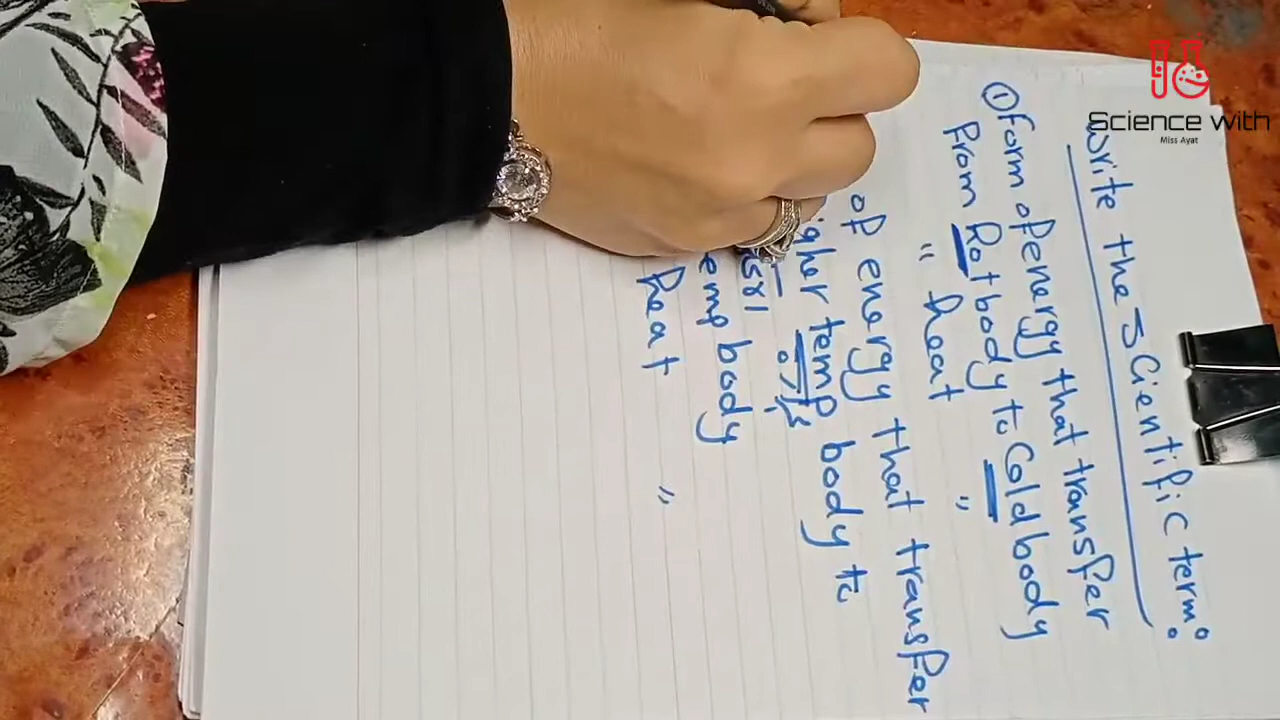 Science with
Miss Ayat
write the scientific term:
① Form of energy that transfer
From hot body to cold body
" heat "
of energy that transfer
temp body to
temp body
heat "